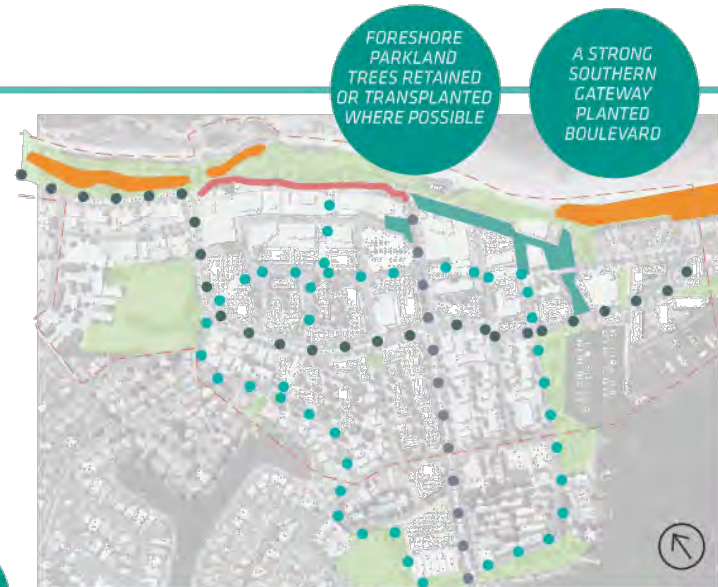 FORESHORE
PARKLAND
TREES RETAINED
OR TRANSPLANTED
WHERE POSSIBLE
A STRONG
SOUTHERN
GATEWAY
PLANTED
BOULEVARD